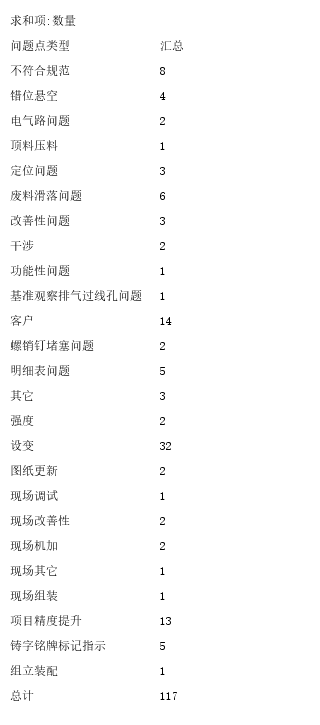 求和项:数量
问题点类型 汇总
不符合规范 8
错位悬空 4
电气路问题 2
顶料压料 1
定位问题 3
废料滑落问题 6
改善性问题 3
干涉 2
功能性问题 1
基准观察排气过线孔问题 1
客户 14
螺销钉堵塞问题 2
明细表问题 5
其它 3
强度 2
设变 32
图纸更新 2
现场调试 1
现场改善性 2
现场机加 2
现场其它 1
现场组装 1
项目精度提升 13
铸字铭牌标记指示 5
组立装配 1
总计 117